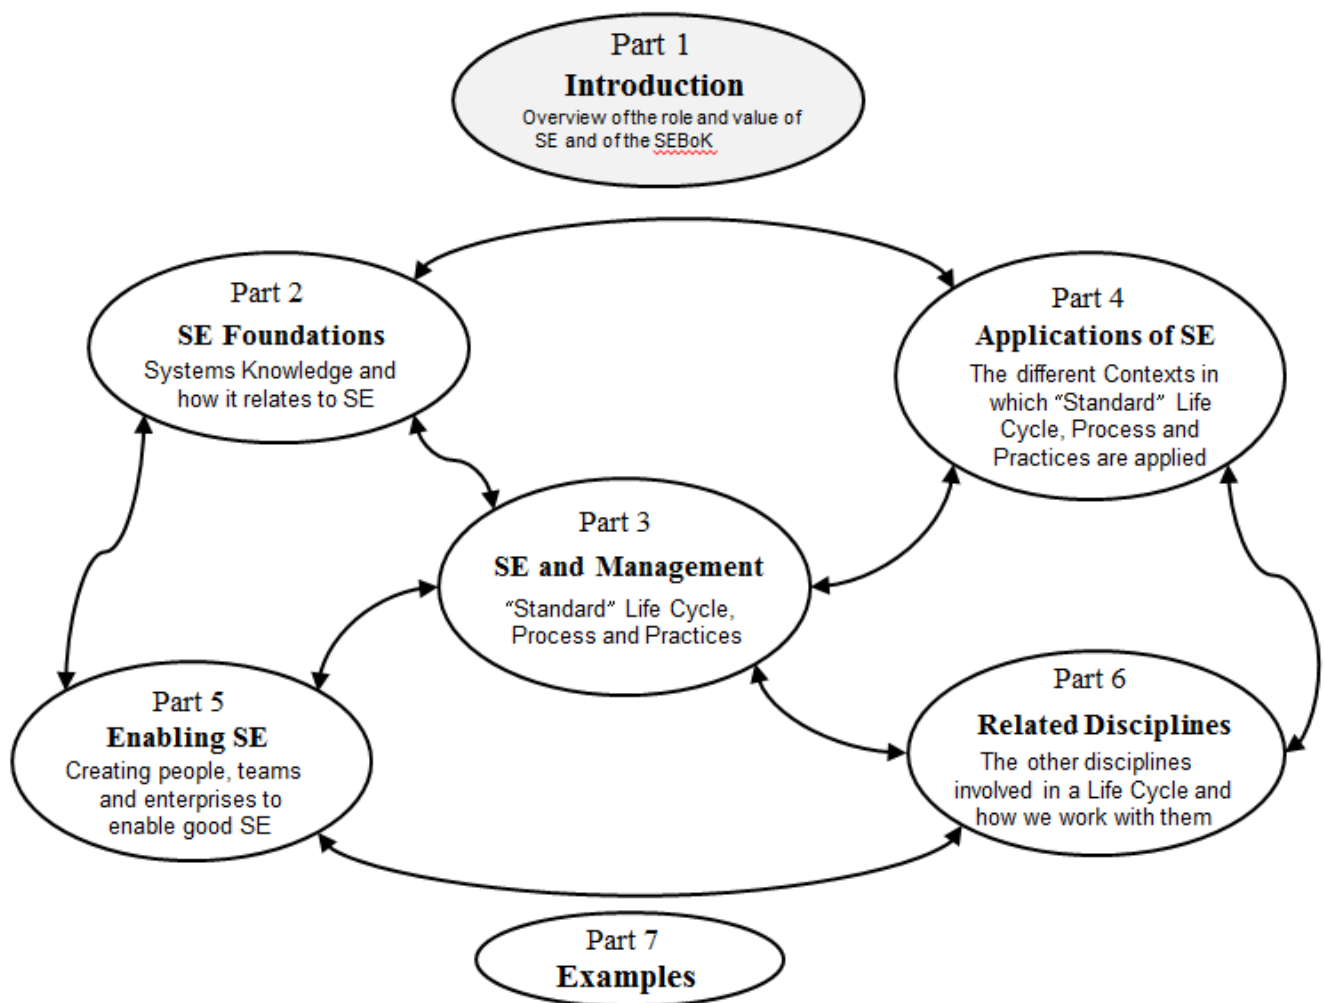 Part 1
Introduction
Overview of the role and value of
SE and of the SEBoK
Part 2
SE Foundations
Systems Knowledge and
how it relates to SE
Part 4
Applications of SE
The different Contexts in
which “Standard” Life
Cycle, Process and
Practices are applied
Part 3
SE and Management
“Standard” Life Cycle,
Process and Practices
Part 5
Enabling SE
Creating people, teams
and enterprises to
enable good SE
Part 6
Related Disciplines
The other disciplines
involved in a Life Cycle and
how we work with them
Part 7
Examples